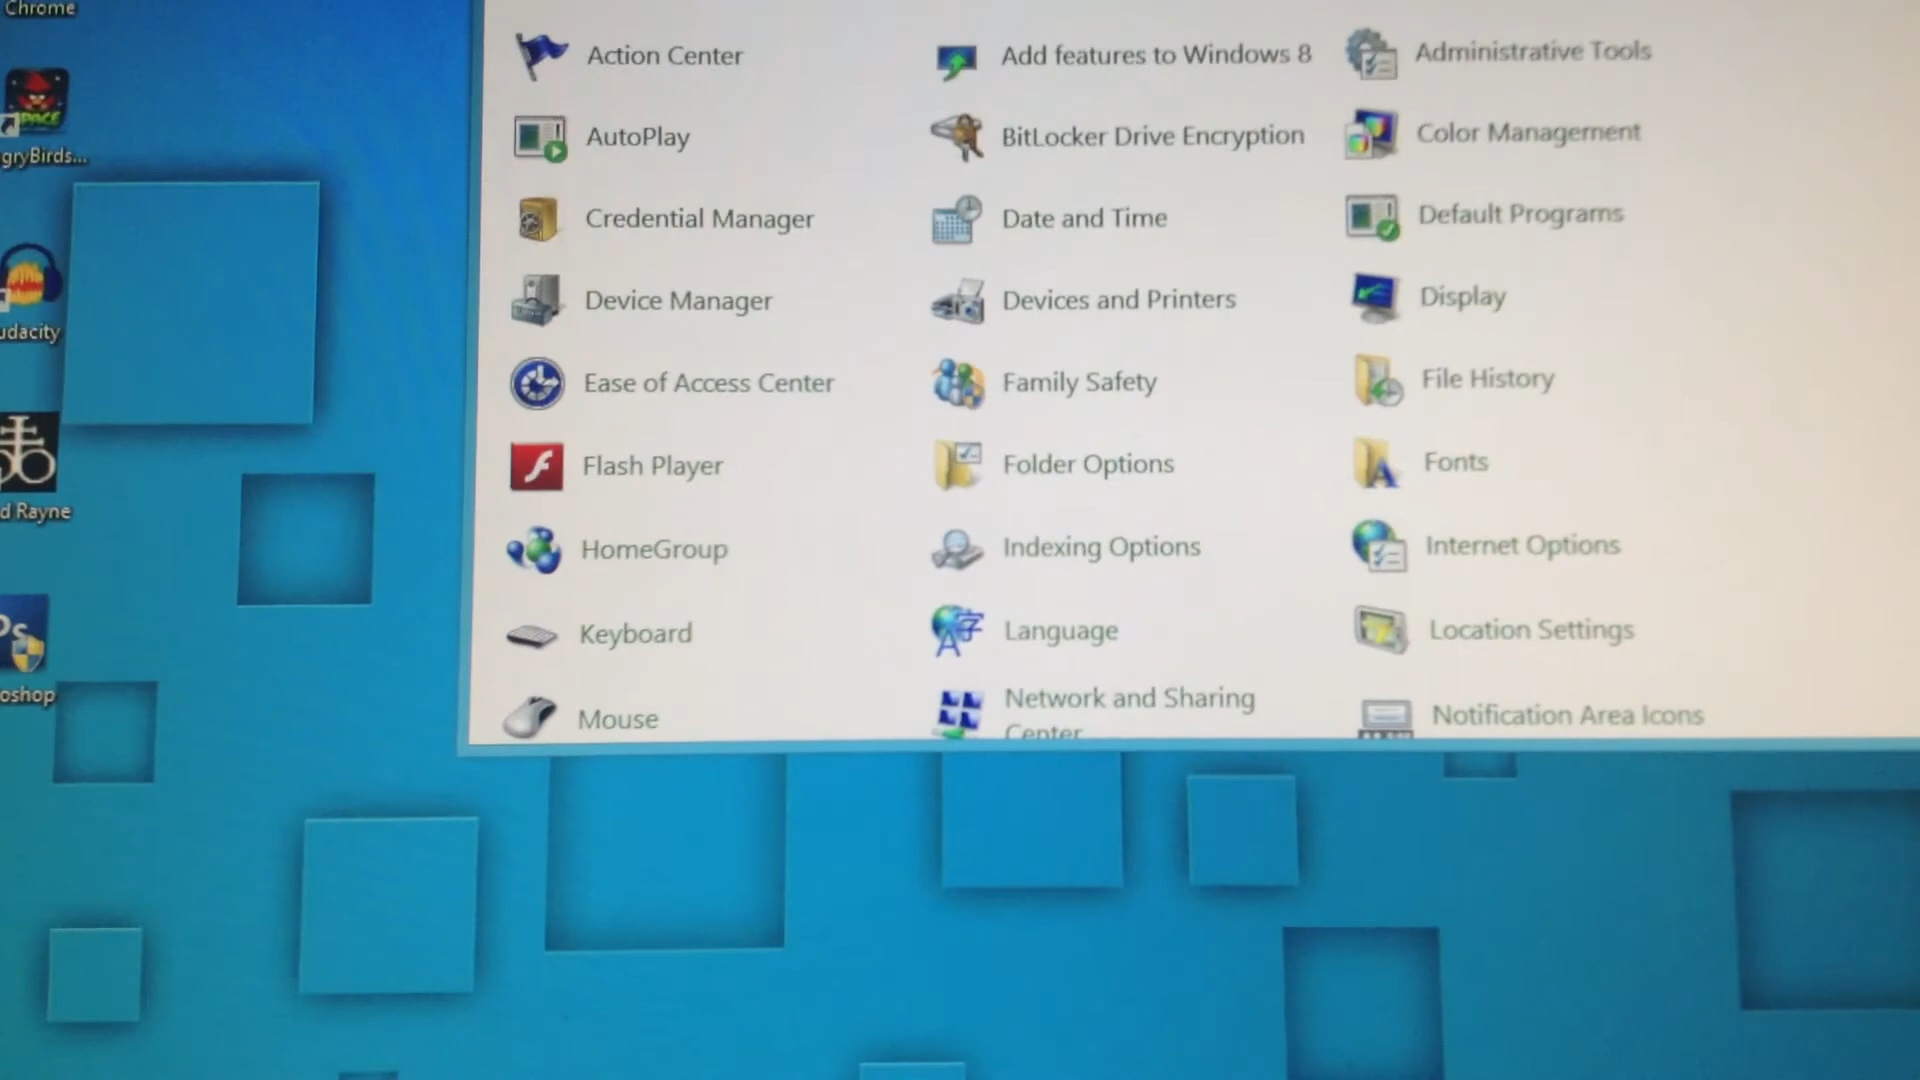 Chrome
Action Center
Add features to Windows 8
Administrative Tools
SPACE
gryBirds...
AutoPlay
BitLocker Drive Encryption
Color Management
Credential Manager
Date and Time
Default Programs
udacity
Device Manager
Devices and Printers
Display
Ease of Access Center
Family Safety
File History
d Rayne
Flash Player
Folder Options
Fonts
HomeGroup
Indexing Options
Internet Options
Ps
oshop
Keyboard
Language
Location Settings
Mouse
Network and Sharing
Center
Notification Area Icons